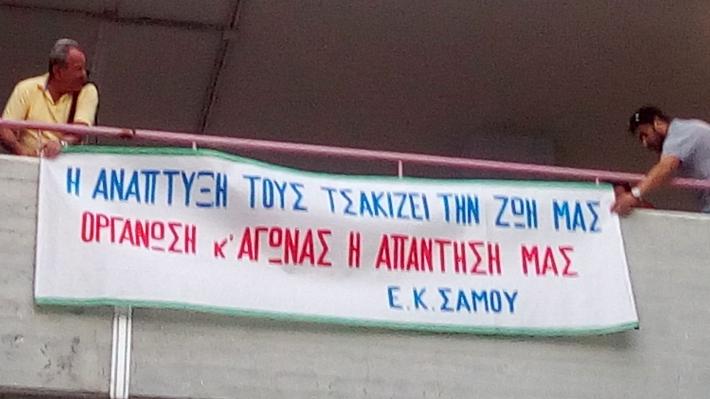 Η ΑΝΑΠΤΥΞΗ ΤΟΥΣ ΤΣΑΚΙΖΕΙ ΤΗΝ ΖΩΗ ΜΑΣ
ΟΡΓΑΝΩΣΗ κ' ΑΓΩΝΑΣ Η ΑΠΑΝΤΗΣΗ ΜΑΣ
Ε.Κ.ΣΑΜΟΥ